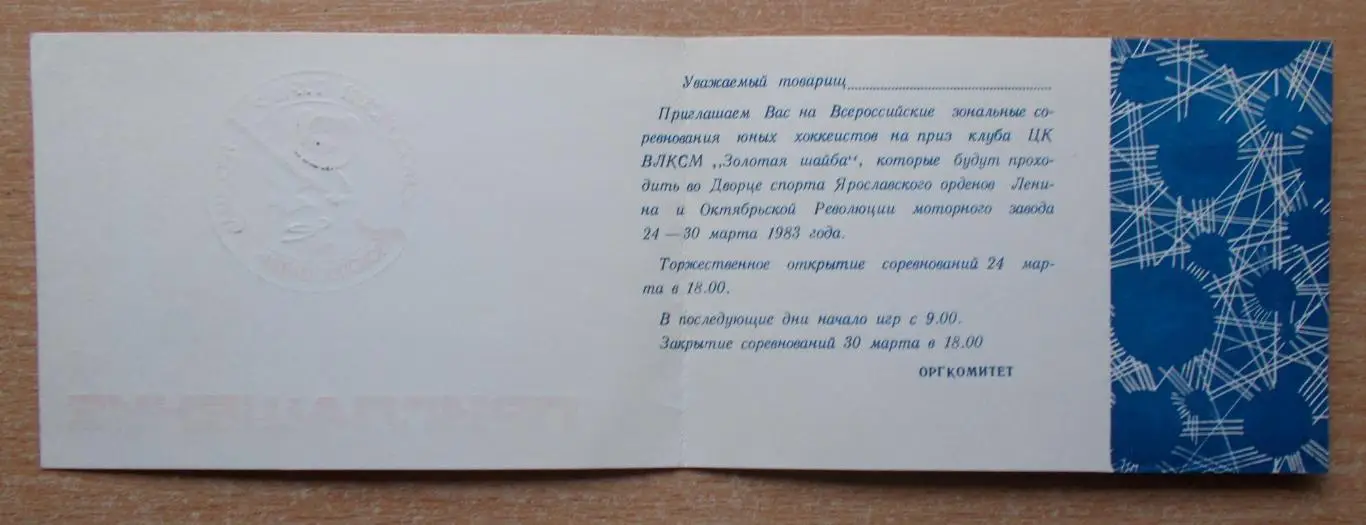 Уважаемый товарищ
Приглашаем Вас на Всероссийские зональные со-
ревнования юных хоккеистов на приз клуба ЦК
ВЛКСМ „Золотая шайба“, которые будут прохо-
дить во Дворце спорта Ярославского орденов Лени-
на и Октябрьской Революции моторного завода
24—30 марта 1983 года.
Торжественное открытие соревнований 24 мар-
та в 18.00.
В последующие дни начало игр с 9.00.
Закрытие соревнований 30 марта в 18.00
ОРГКОМИТЕТ